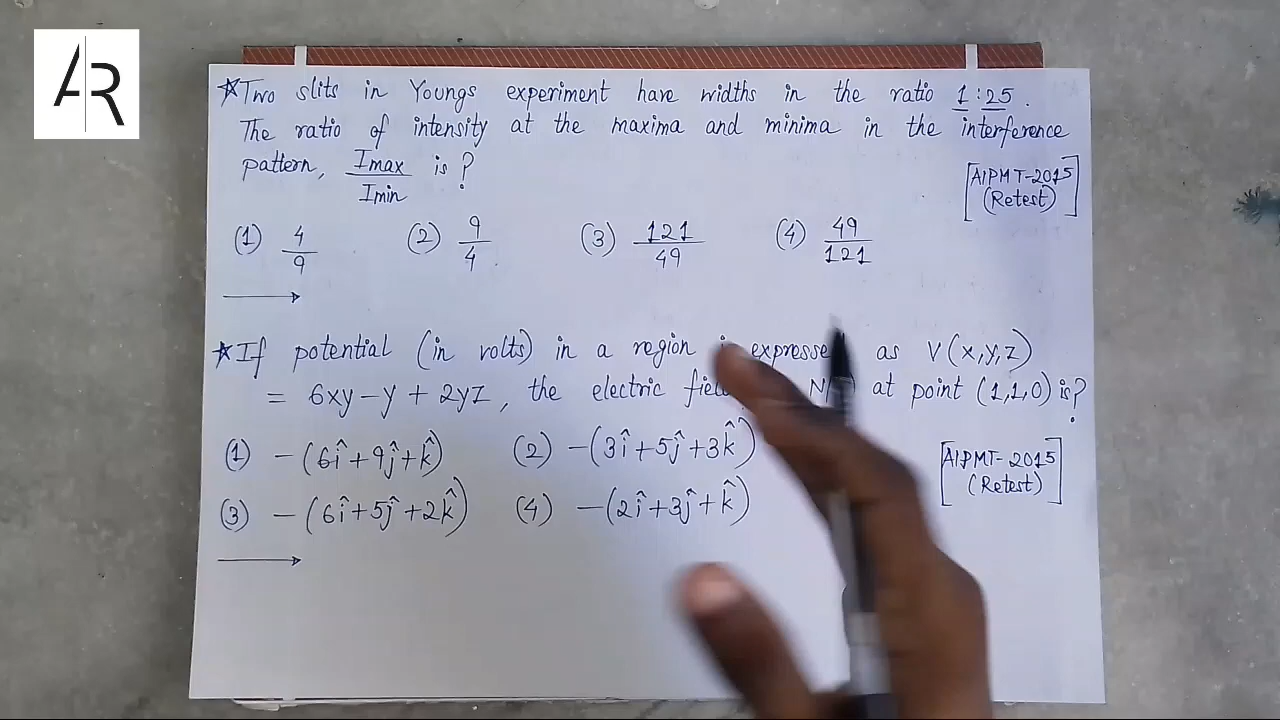 AR
★Two slits in Youngs experiment have widths in the ratio 1:25.
The ratio of intensity at the maxima and minima in the interference
pattern, Imax/Imin is?
[AIPMT-2015
(Retest)]
(1) 4/9 (2) 9/4 (3) 121/49 (4) 49/121
★If potential (in volts) in a region is expressed as V(x,y,z)
= 6xy-y+2yz, the electric at point (1,1,0) is?
(1) -(6î+9ĵ+k̂) (2) -(3î+5ĵ+3k̂)
[AIPMT-2015
(Retest)]
(3) -(6î+5ĵ+2k̂) (4) -(2î+3ĵ+k̂)